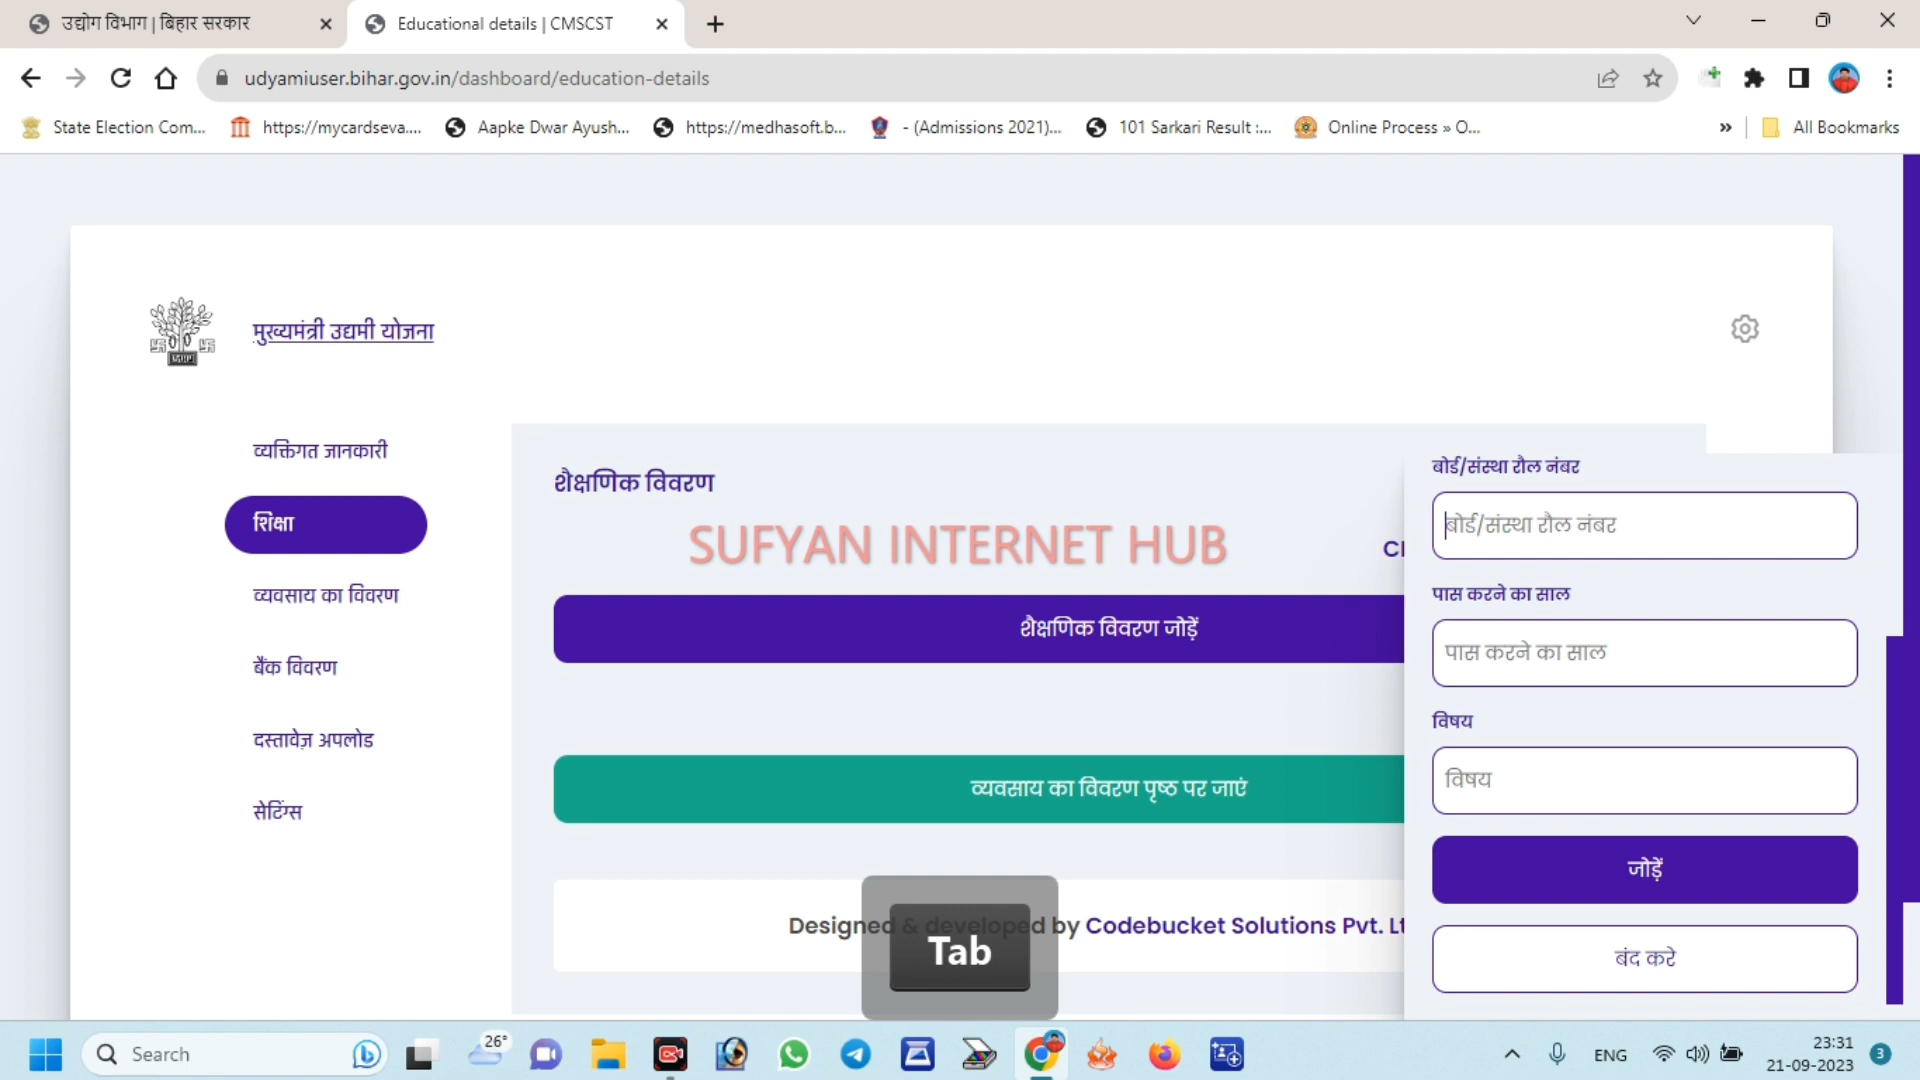 उद्योग विभाग | बिहार सरकार
Educational details | CMSCST
udyamiuser.bihar.gov.in/dashboard/education-details
State Election Com...
https://mycardseva....
Aapke Dwar Ayush...
https://medhasoft.b...
- (Admissions 2021)...
101 Sarkari Result :...
Online Process » O...
»
All Bookmarks
मुख्यमंत्री उद्यमी योजना
व्यक्तिगत जानकारी
शिक्षा
व्यवसाय का विवरण
बैंक विवरण
दस्तावेज़ अपलोड
सेटिंग्स
शैक्षणिक विवरण
SUFYAN INTERNET HUB
शैक्षणिक विवरण जोड़ें
व्यवसाय का विवरण पृष्ठ पर जाएं
Designed & developed by Codebucket Solutions Pvt. Lt
Tab
बोर्ड/संस्था रौल नंबर
बोर्ड/संस्था रौल नंबर
पास करने का साल
पास करने का साल
विषय
विषय
जोड़ें
बंद करे
Search
26°
ENG
23:31
21-09-2023
3